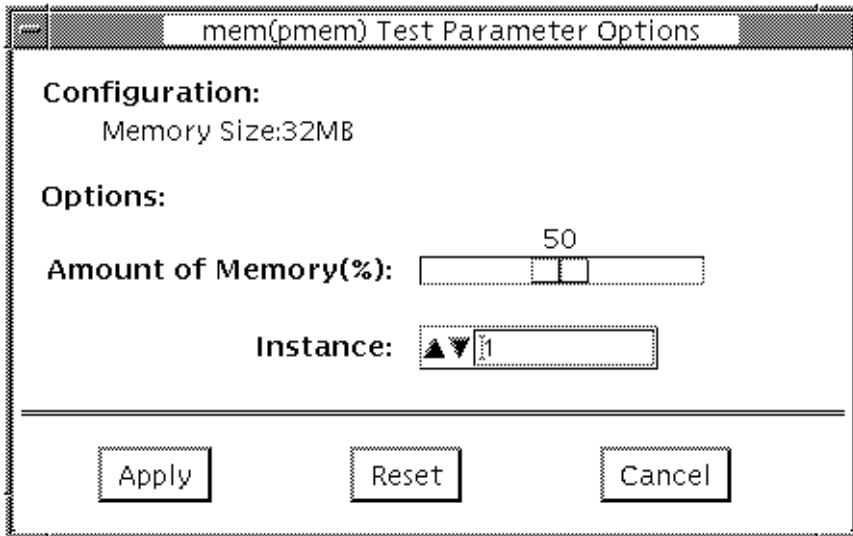 mem(pmem) Test Parameter Options
Configuration:
Memory Size:32MB
Options:
50
Amount of Memory(%):
Instance: 1
Apply Reset Cancel